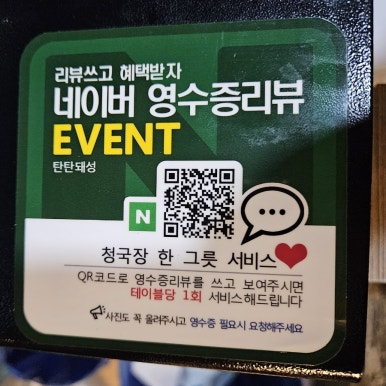 리뷰쓰고 혜택받자
네이버 영수증리뷰
EVENT
탄탄돼성
N
청국장 한 그릇 서비스
QR코드로 영수증리뷰를 쓰고 보여주시면
테이블당 1회 서비스해드립니다
사진도 꼭 올려주시고 영수증 필요시 요청해주세요